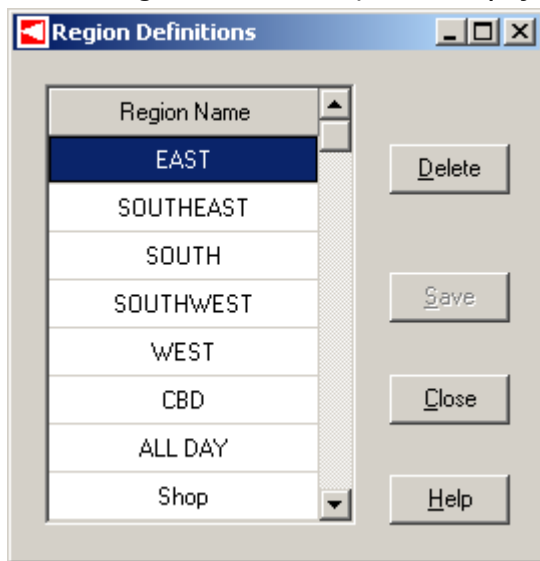 Region Definitions
Region Name
EAST
SOUTHEAST
SOUTH
SOUTHWEST
WEST
CBD
ALL DAY
Shop
Delete
Save
Close
Help